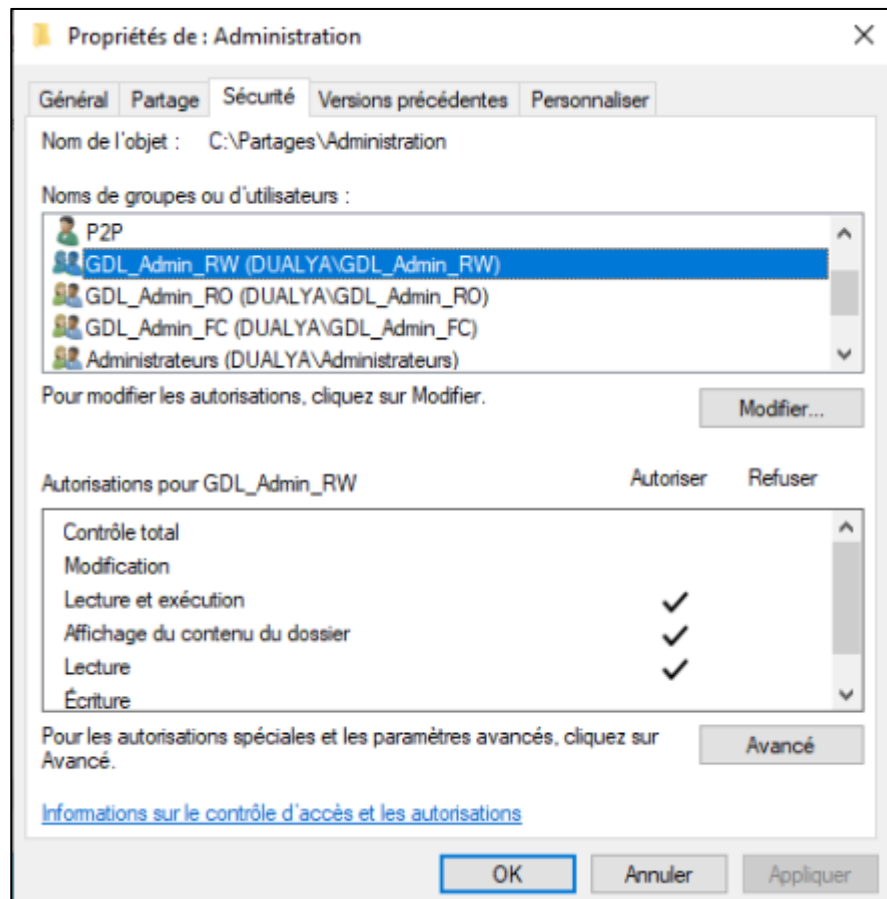 Propriétés de : Administration
Général Partage Sécurité Versions précédentes Personnaliser
Nom de l'objet : C:\Partages\Administration
Noms de groupes ou d'utilisateurs :
P2P
GDL_Admin_RW (DUALYA\GDL_Admin_RW)
GDL_Admin_RO (DUALYA\GDL_Admin_RO)
GDL_Admin_FC (DUALYA\GDL_Admin_FC)
Administrateurs (DUALYA\Administrateurs)
Pour modifier les autorisations, cliquez sur Modifier.
Modifier...
Autorisations pour GDL_Admin_RW Autoriser Refuser
Contrôle total
Modification
Lecture et exécution
Affichage du contenu du dossier
Lecture
Écriture
Pour les autorisations spéciales et les paramètres avancés, cliquez sur
Avancé.
Avancé
Informations sur le contrôle d'accès et les autorisations
OK Annuler Appliquer